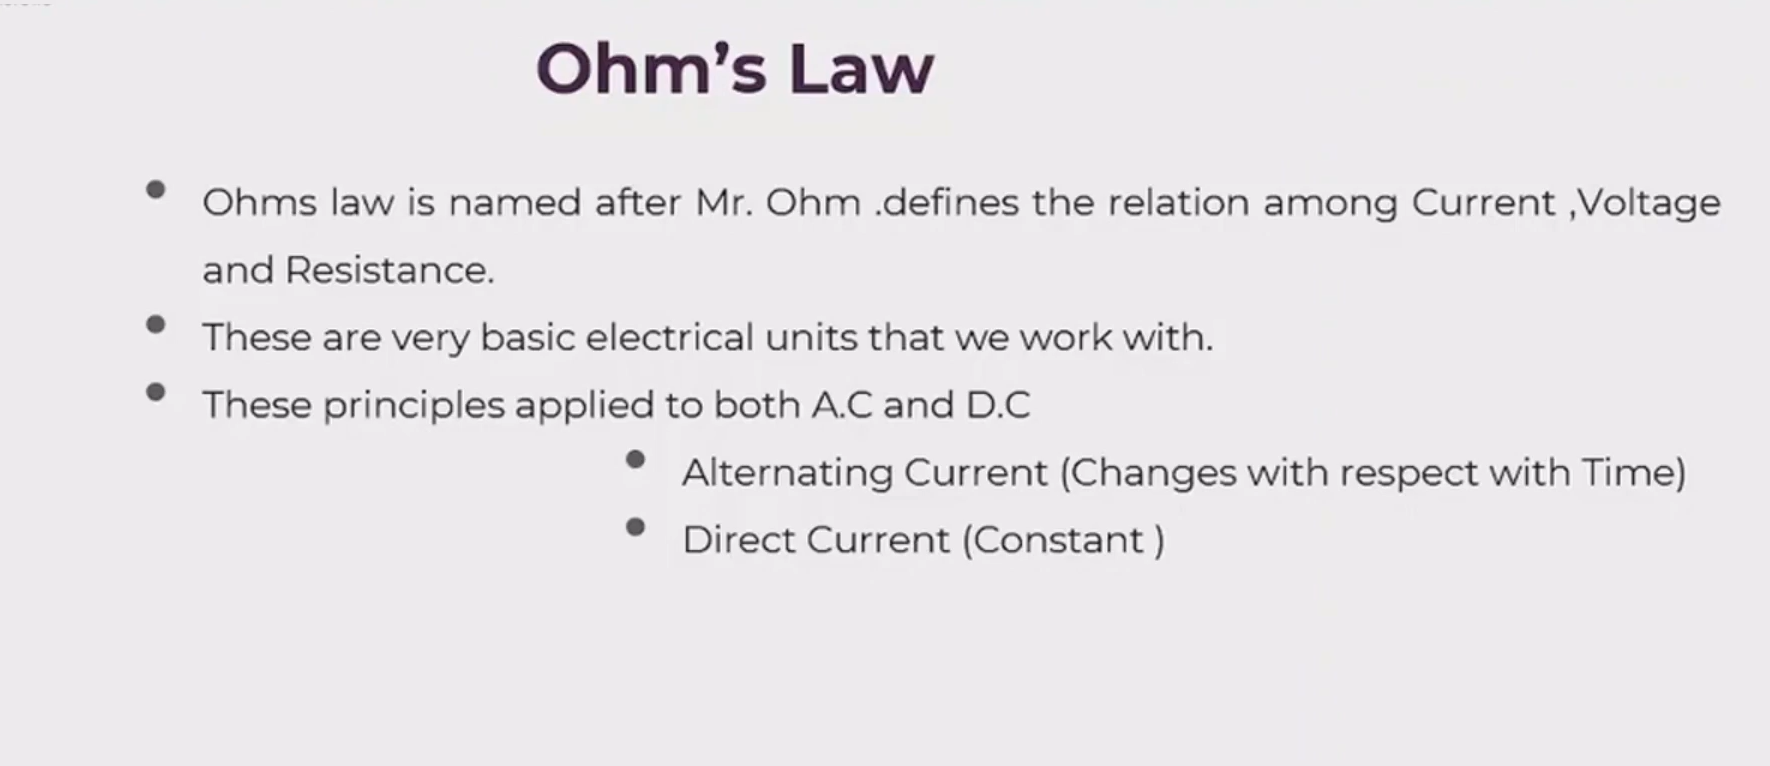 Ohm’s Law
Ohms law is named after Mr. Ohm .defines the relation among Current ,Voltage
and Resistance.
These are very basic electrical units that we work with.
These principles applied to both A.C and D.C
Alternating Current (Changes with respect with Time)
Direct Current (Constant )